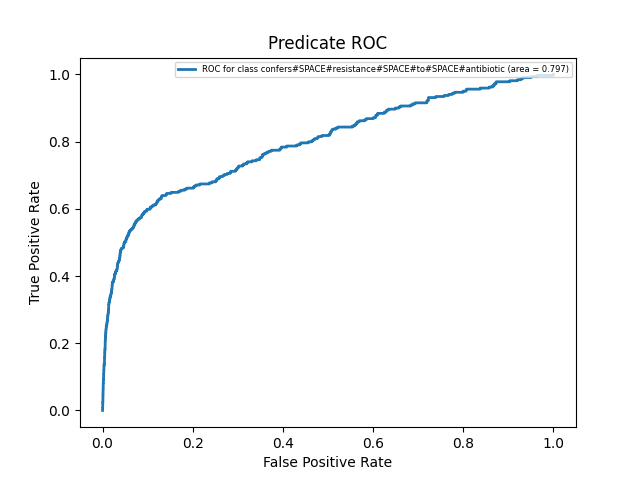 Predicate ROC
ROC for class confers#SPACE#resistance#SPACE#to#SPACE#antibiotic (area = 0.797)
1.0
0.8
0.6
0.4
0.2
0.0
True Positive Rate
0.0 0.2 0.4 0.6 0.8 1.0
False Positive Rate